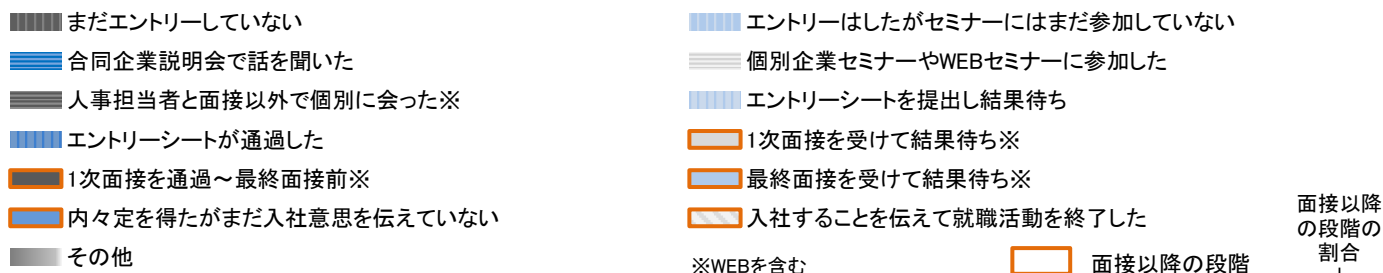 まだエントリーしていない
エントリーはしたがセミナーにはまだ参加していない
合同企業説明会で話を聞いた
個別企業セミナーやWEBセミナーに参加した
人事担当者と面接以外で個別に会った※
エントリーシートを提出し結果待ち
エントリーシートが通過した
1次面接を受けて結果待ち※
1次面接を通過～最終面接前※
最終面接を受けて結果待ち※
内々定を得たがまだ入社意思を伝えていない
入社することを伝えて就職活動を終了した
その他
※WEBを含む
面接以降の段階
面接以降
の段階の
割合